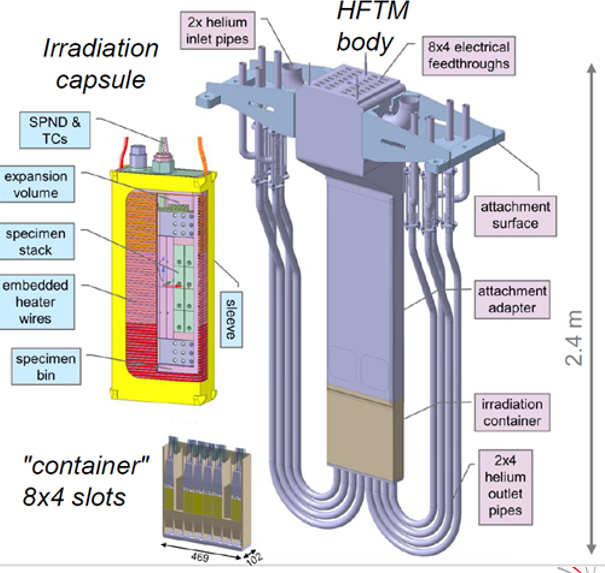 HFTM
body
2x helium
inlet pipes
8x4 electrical
feedthroughs
Irradiation
capsule
SPND &
TCs
expansion
volume
specimen
stack
embedded
heater
wires
specimen
bin
sleeve
attachment
surface
attachment
adapter
2.4 m
irradiation
container
2x4
helium
outlet
pipes
"container"
8x4 slots
469
102